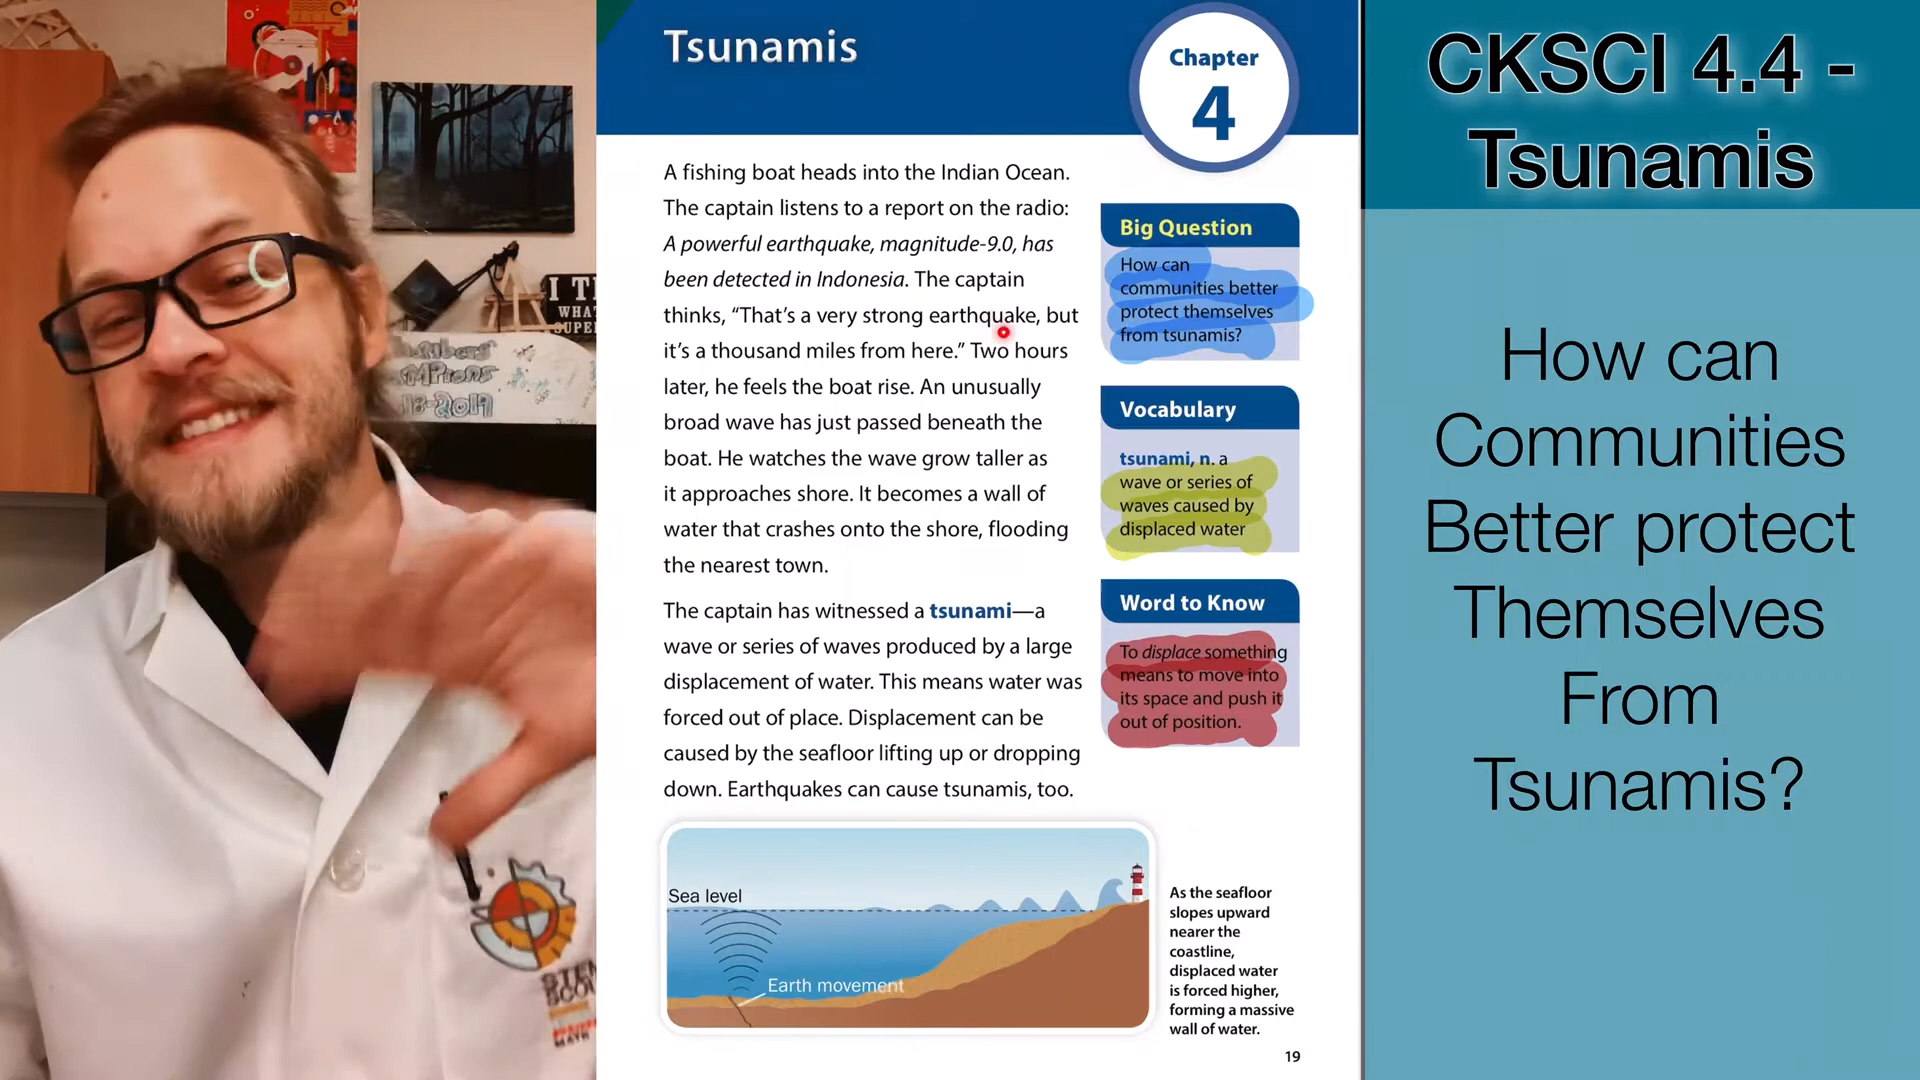 Tsunamis
Chapter
4
A fishing boat heads into the Indian Ocean.
The captain listens to a report on the radio:
A powerful earthquake, magnitude-9.0, has
been detected in Indonesia. The captain
thinks, “That’s a very strong earthquake, but
it’s a thousand miles from here.” Two hours
later, he feels the boat rise. An unusually
broad wave has just passed beneath the
boat. He watches the wave grow taller as
it approaches shore. It becomes a wall of
water that crashes onto the shore, flooding
the nearest town.
The captain has witnessed a tsunami—a
wave or series of waves produced by a large
displacement of water. This means water was
forced out of place. Displacement can be
caused by the seafloor lifting up or dropping
down. Earthquakes can cause tsunamis, too.
Big Question
How can
communities better
protect themselves
from tsunamis?
Vocabulary
tsunami, n. a
wave or series of
waves caused by
displaced water
Word to Know
To displace something
means to move into
its space and push it
out of position.
Sea level
Earth movement
As the seafloor
slopes upward
nearer the
coastline,
displaced water
is forced higher,
forming a massive
wall of water.
19
CKSCI 4.4 -
Tsunamis
How can
Communities
Better protect
Themselves
From
Tsunamis?
I
WHAT
SUPER